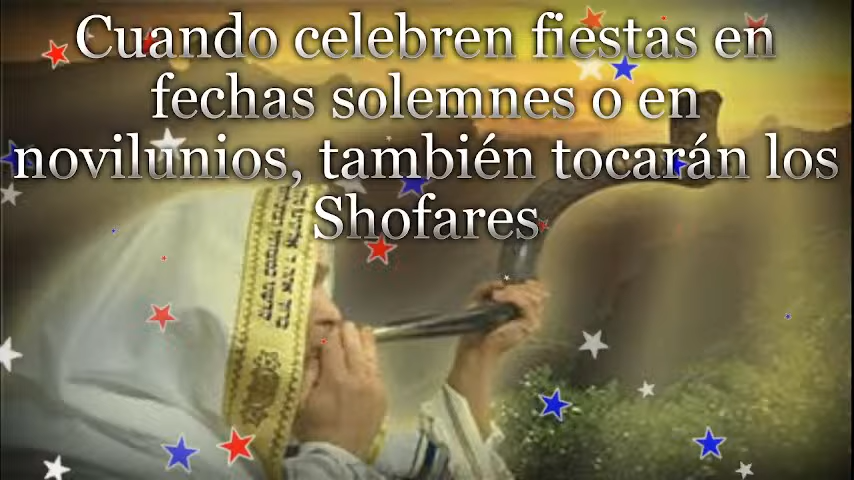 Cuando celebren fiestas en
fechas solemnes o en
novilunios, también tocarán los
Shofares